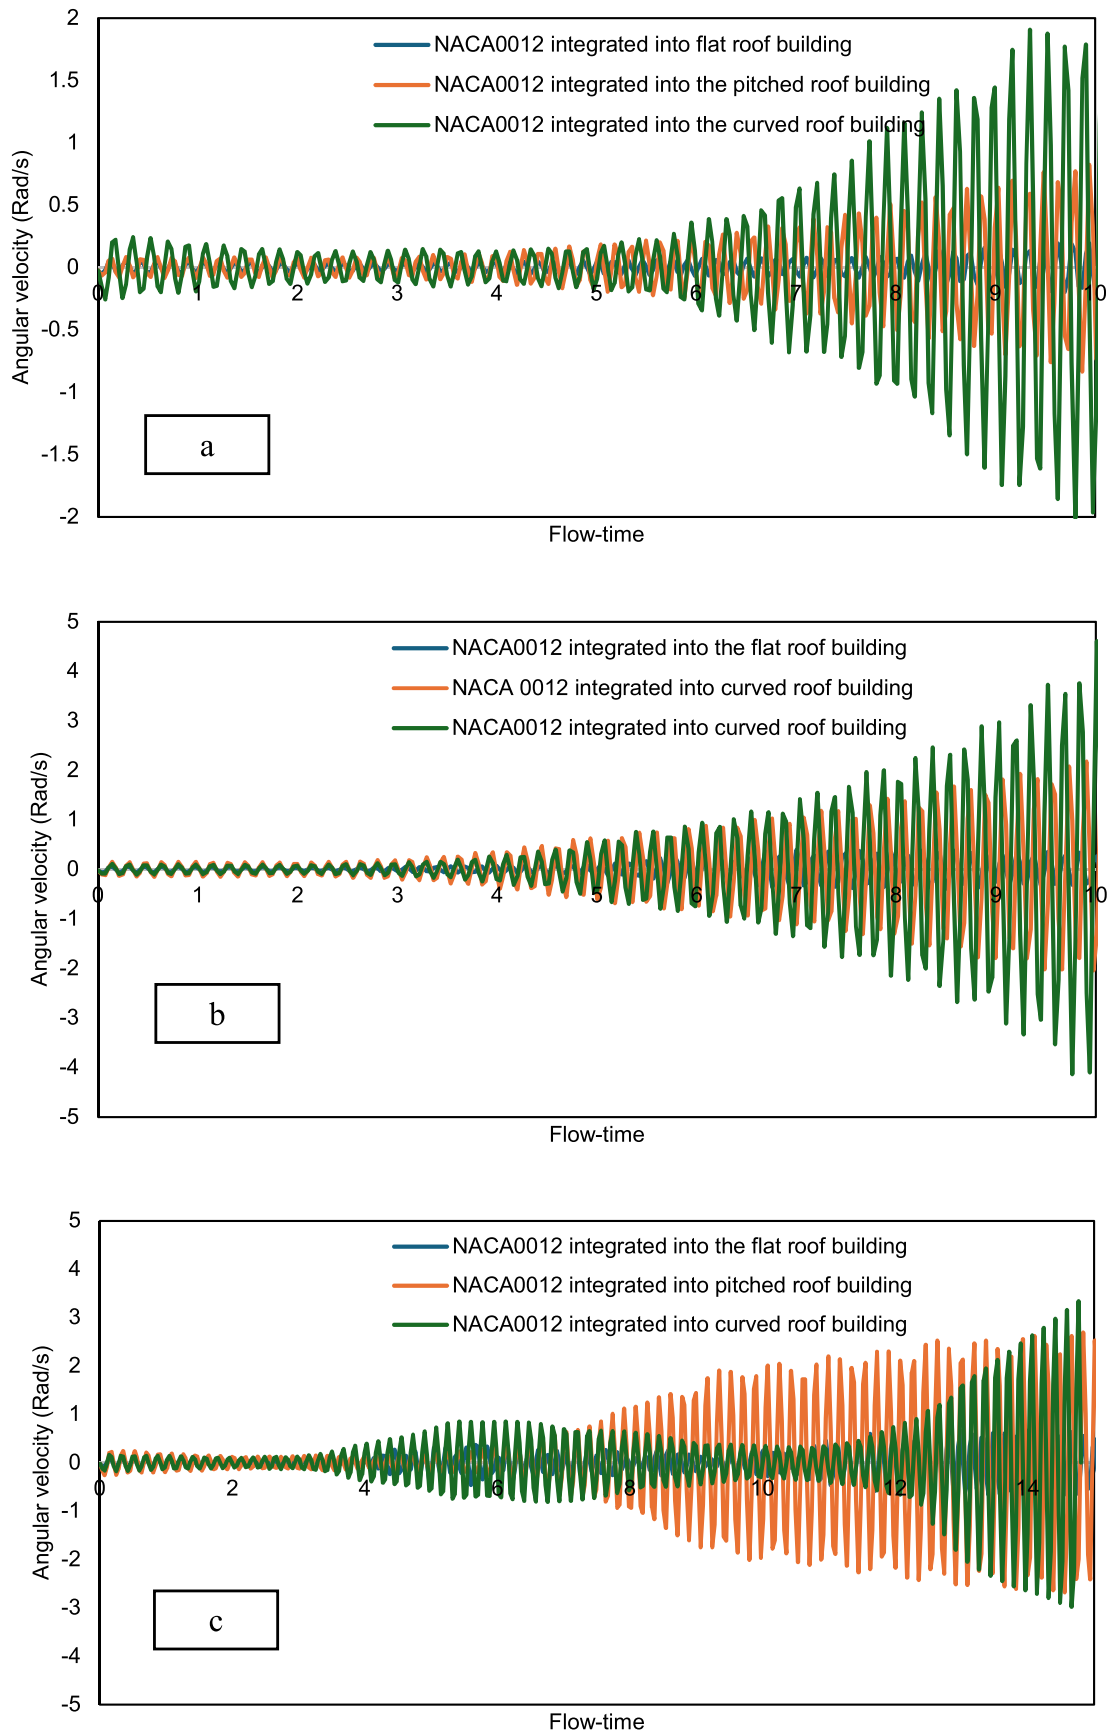 2
NACA0012 integrated into flat roof building
1.5
NACA0012 integrated into the pitched roof building
1
NACA0012 integrated into the curved roof building
0.5
0
-0.5
-1
-1.5
-2
Angular velocity (Rad/s)
0 1 2 3 4 5 6 7 8 9 10
a
Flow-time
5
NACA0012 integrated into the flat roof building
4
NACA 0012 integrated into curved roof building
3
NACA0012 integrated into curved roof building
2
1
0
-1
-2
-3
-4
-5
Angular velocity (Rad/s)
0 1 2 3 4 5 6 7 8 9 10
b
Flow-time
5
NACA0012 integrated into the flat roof building
4
NACA0012 integrated into pitched roof building
3
NACA0012 integrated into curved roof building
2
1
0
-1
-2
-3
-4
-5
Angular velocity (Rad/s)
0 2 4 6 8 10 12 14
c
Flow-time